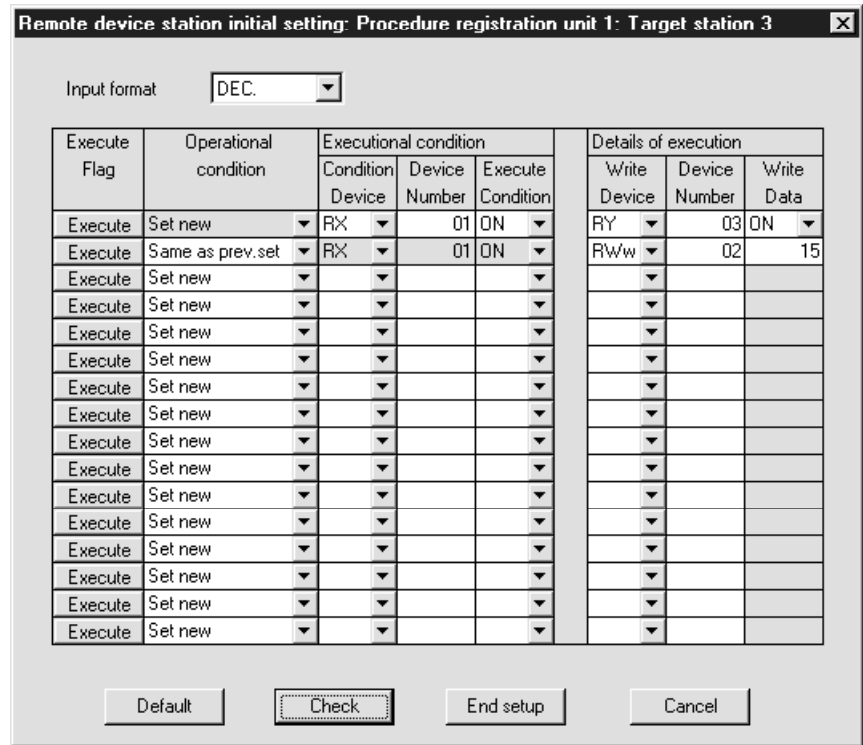 Remote device station initial setting: Procedure registration unit 1: Target station 3
Input format DEC.
Execute Operational Executional condition Details of execution
Flag condition Condition Device Execute Write Device Write
Device Number Condition Device Number Data
Execute Set new RX 01 ON RY 03 ON
Execute Same as prev.set RX 01 ON RWw 02 15
Execute Set new
Execute Set new
Execute Set new
Execute Set new
Execute Set new
Execute Set new
Execute Set new
Execute Set new
Execute Set new
Execute Set new
Execute Set new
Execute Set new
Execute Set new
Execute Set new
Default Check End setup Cancel